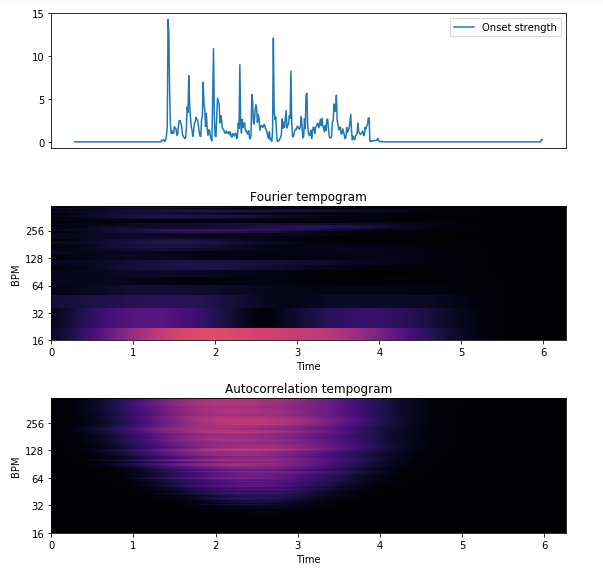 15
Onset strength
10
5
0
Fourier tempogram
256
128
64
32
16
BPM
0 1 2 3 4 5 6
Time
Autocorrelation tempogram
256
128
64
32
16
BPM
0 1 2 3 4 5 6
Time